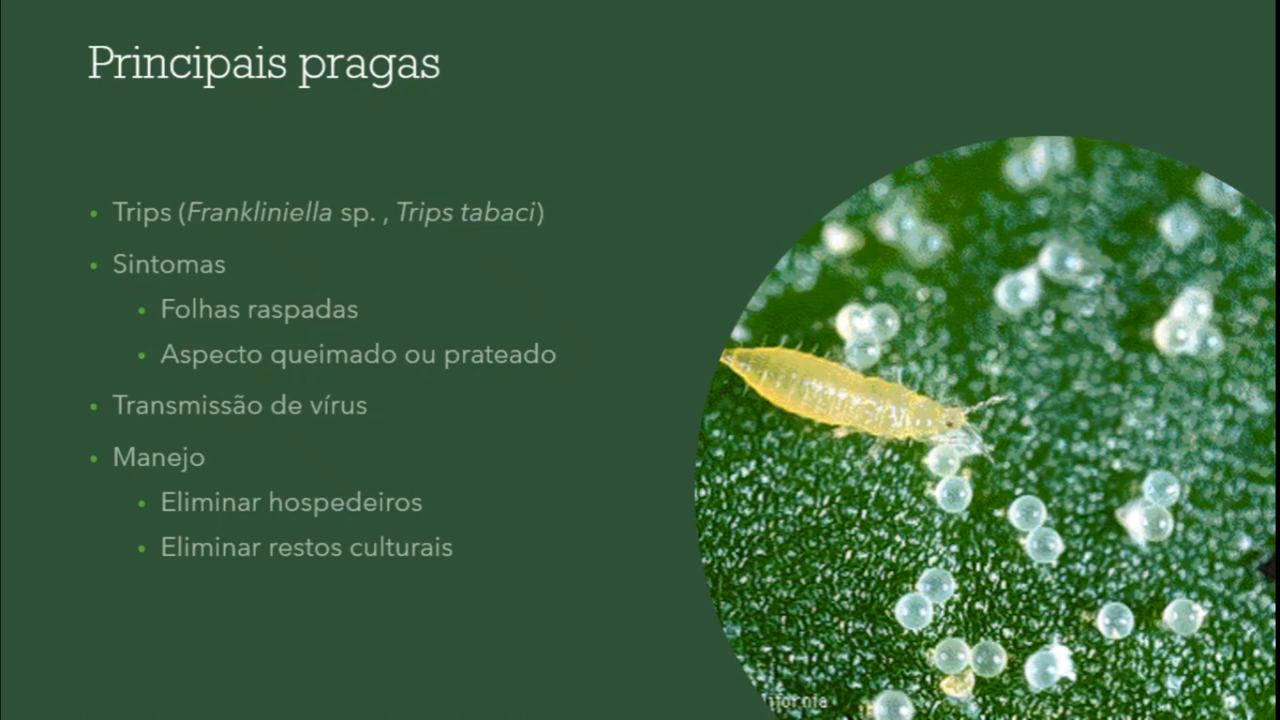 Principais pragas
• Trips (Frankliniella sp. , Trips tabaci)
• Sintomas
• Folhas raspadas
• Aspecto queimado ou prateado
• Transmissão de vírus
• Manejo
• Eliminar hospedeiros
• Eliminar restos culturais